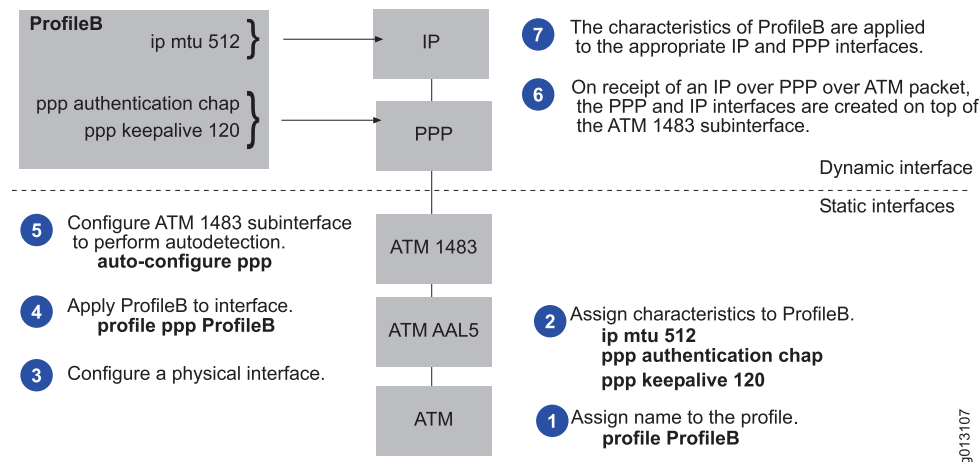 ProfileB
ip mtu 512
ppp authentication chap
ppp keepalive 120
IP
PPP
7 The characteristics of ProfileB are applied
to the appropriate IP and PPP interfaces.
6 On receipt of an IP over PPP over ATM packet,
the PPP and IP interfaces are created on top of
the ATM 1483 subinterface.
Dynamic interface
Static interfaces
5 Configure ATM 1483 subinterface
to perform autodetection.
auto-configure ppp
4 Apply ProfileB to interface.
profile ppp ProfileB
3 Configure a physical interface.
ATM 1483
ATM AAL5
ATM
2 Assign characteristics to ProfileB.
ip mtu 512
ppp authentication chap
ppp keepalive 120
1 Assign name to the profile.
profile ProfileB
g013107